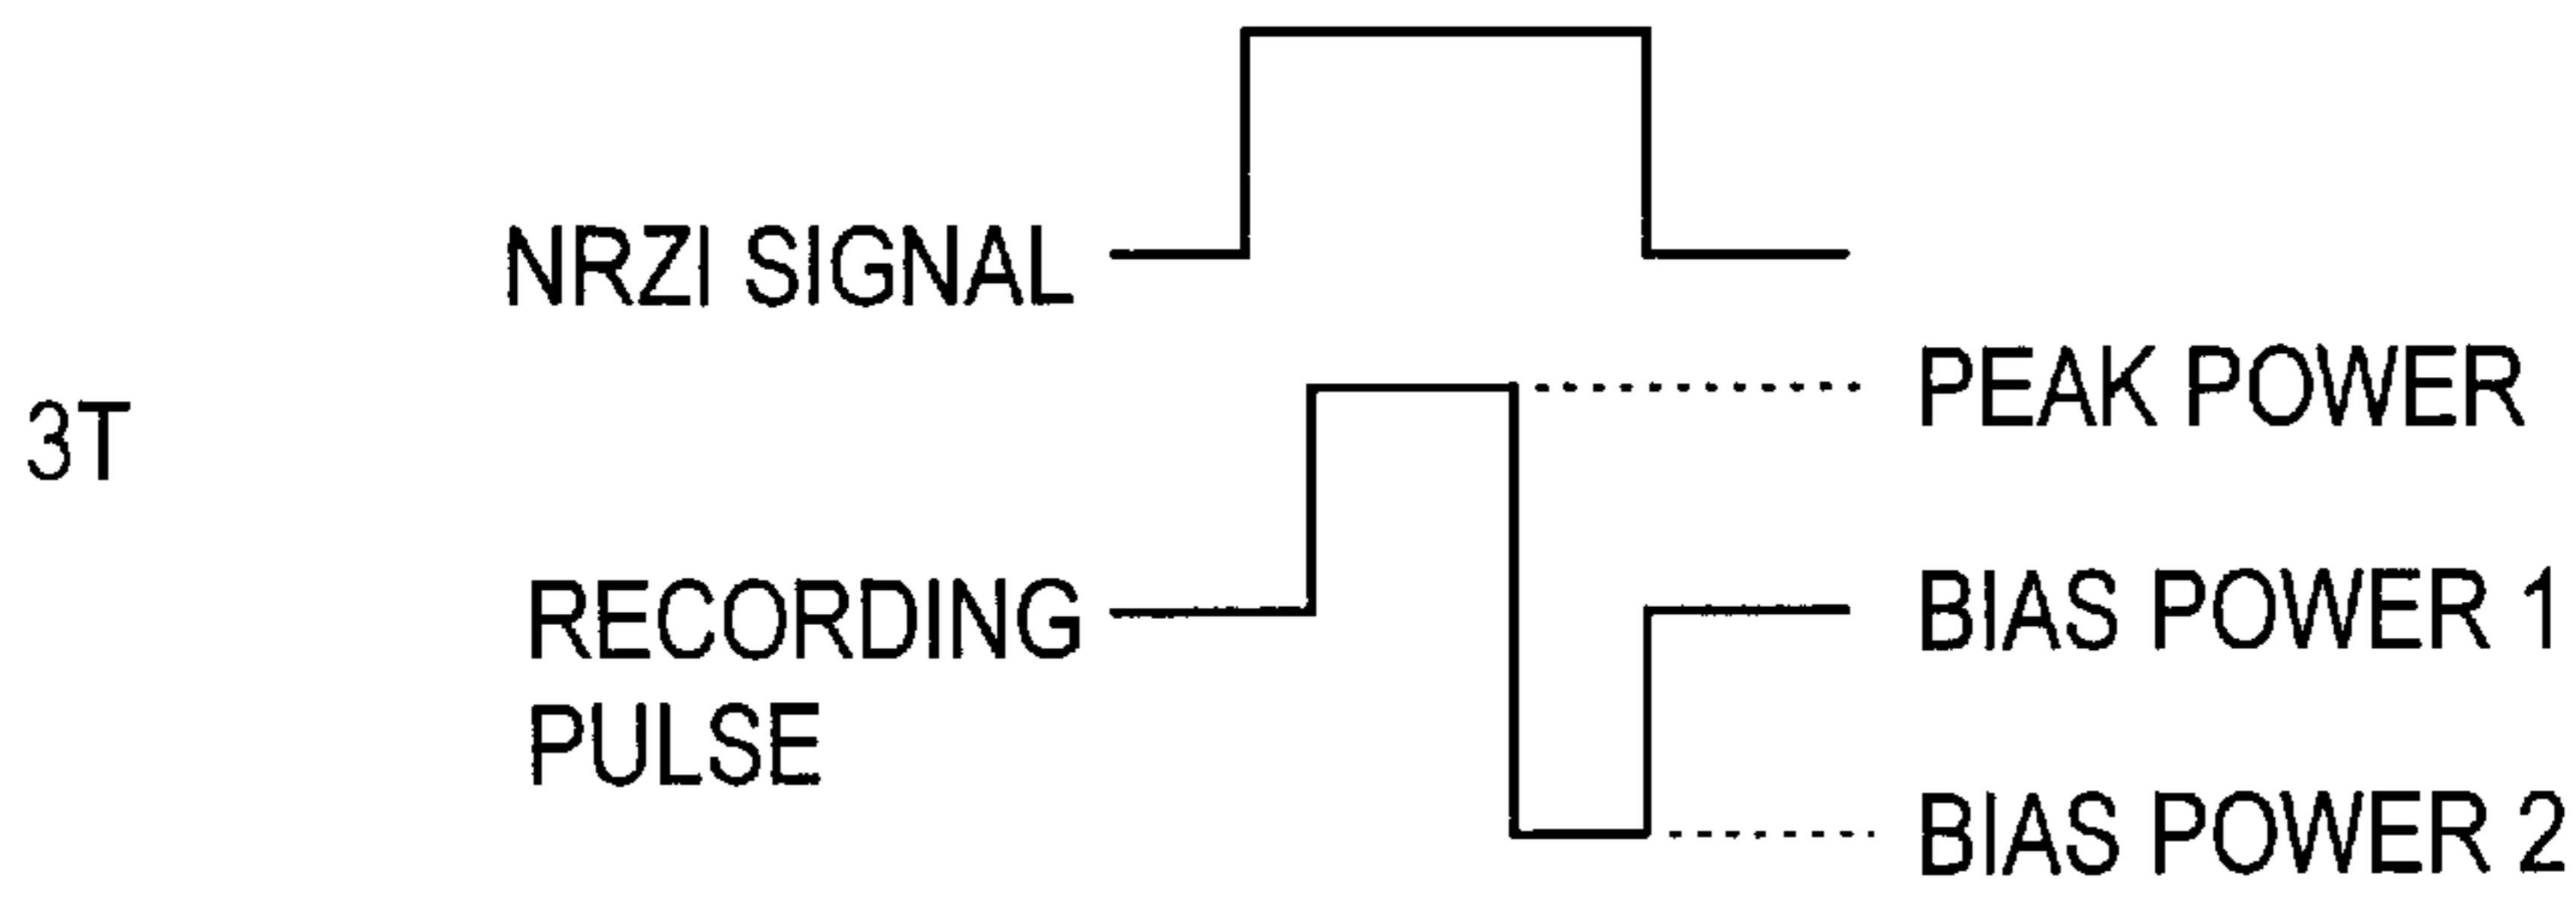 NRZI SIGNAL
PEAK POWER
3T
BIAS POWER 1
RECORDING
PULSE
BIAS POWER 2